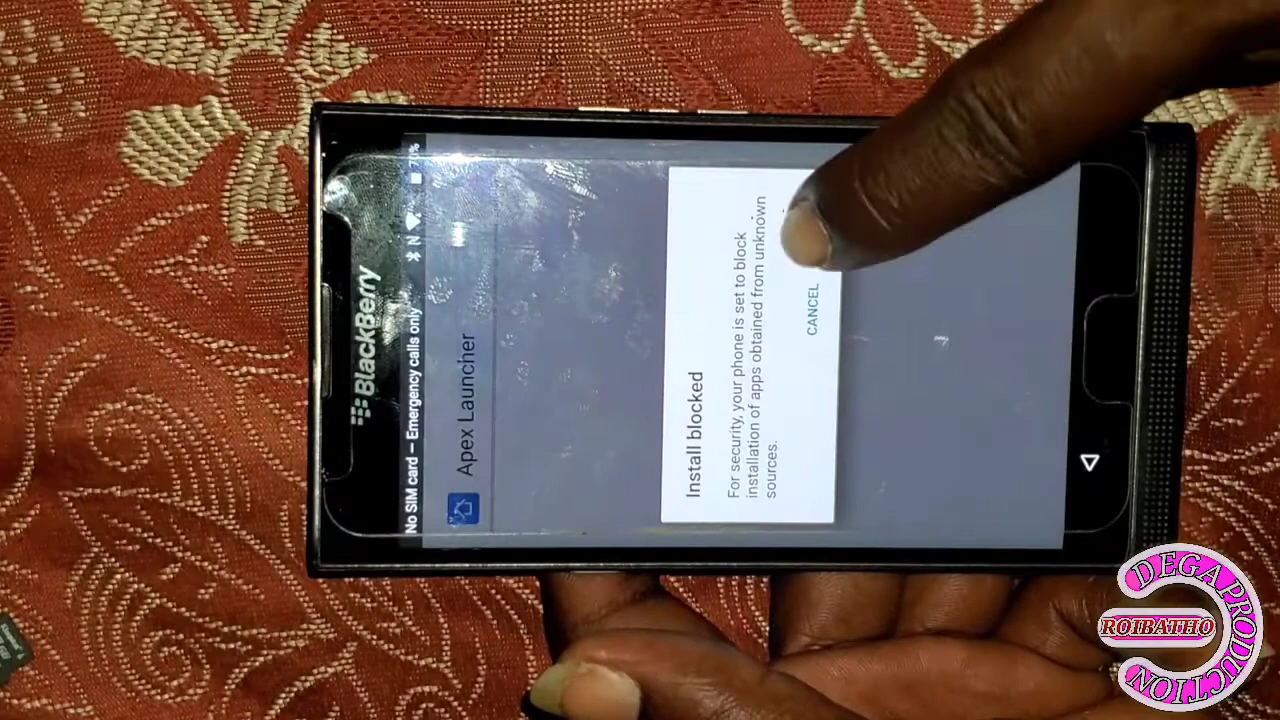 BlackBerry
No SIM card – Emergency calls only
70%
Apex Launcher
Install blocked
For security, your phone is set to block
installation of apps obtained from unknown
sources.
CANCEL
DEGA PRODUCTION
ROIBATHO